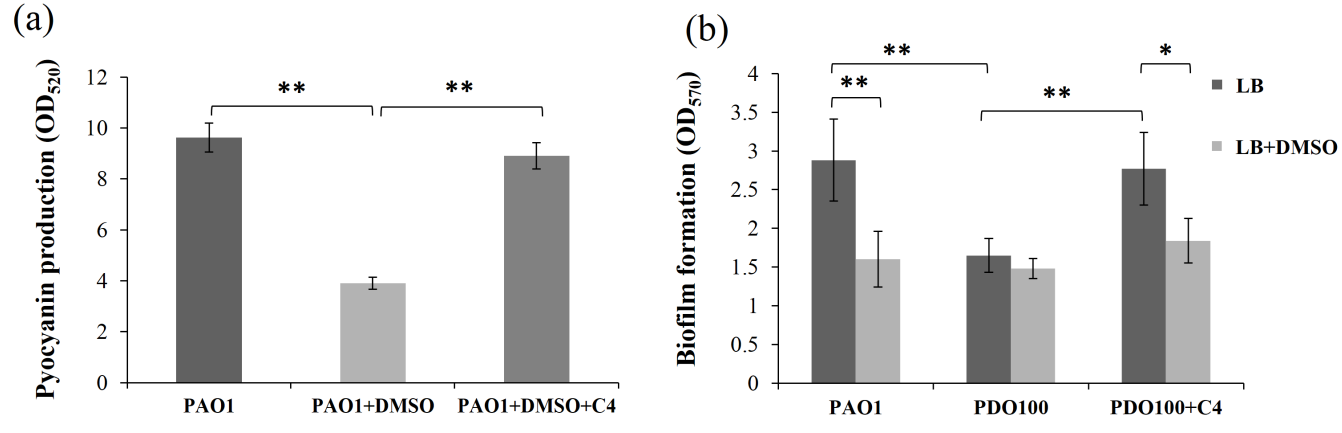 (a)
Pyocyanin production (OD520)
12
10
8
6
4
2
0
**
**
PAO1
PAO1+DMSO
PAO1+DMSO+C4
(b)
Biofilm formation (OD570)
4
3.5
3
2.5
2
1.5
1
0.5
0
**
**
**
*
PAO1
PDO100
PDO100+C4
LB
LB+DMSO